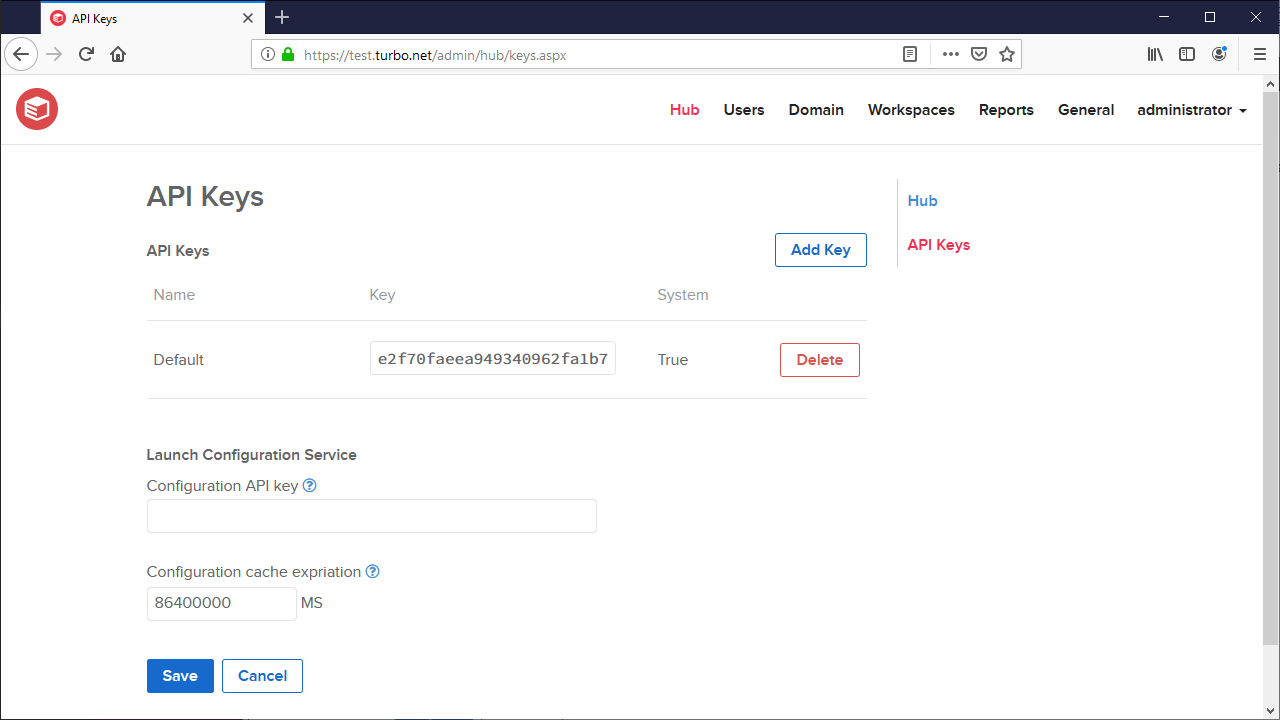 API Keys
https://test.turbo.net/admin/hub/keys.aspx
Hub Users Domain Workspaces Reports General administrator
API Keys
Hub
API Keys
API Keys Add Key
Name Key System
Default e2f70faeea949340962fa1b7 True Delete
Launch Configuration Service
Configuration API key
Configuration cache expriation
86400000 MS
Save Cancel